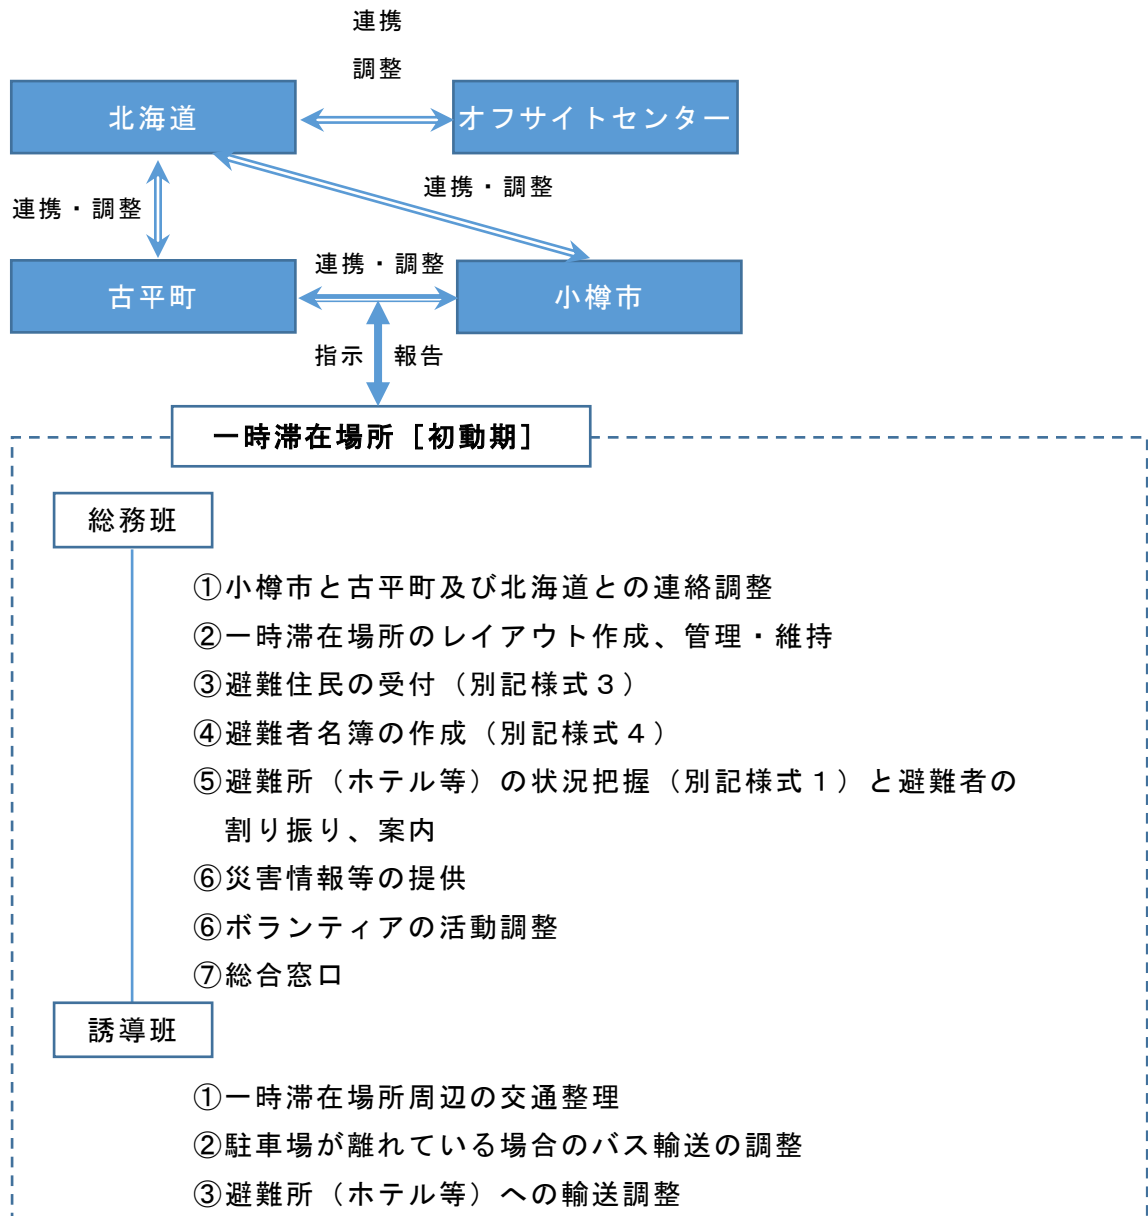 連携
調整
北海道
オフサイトセンター
連携・調整
連携・調整
連携・調整
古平町
小樽市
指示
報告
一時滞在場所［初動期］
総務班
①小樽市と古平町及び北海道との連絡調整
②一時滞在場所のレイアウト作成、管理・維持
③避難住民の受付（別記様式３）
④避難者名簿の作成（別記様式４）
⑤避難所（ホテル等）の状況把握（別記様式１）と避難者の
割り振り、案内
⑥災害情報等の提供
⑥ボランティアの活動調整
⑦総合窓口
誘導班
①一時滞在場所周辺の交通整理
②駐車場が離れている場合のバス輸送の調整
③避難所（ホテル等）への輸送調整